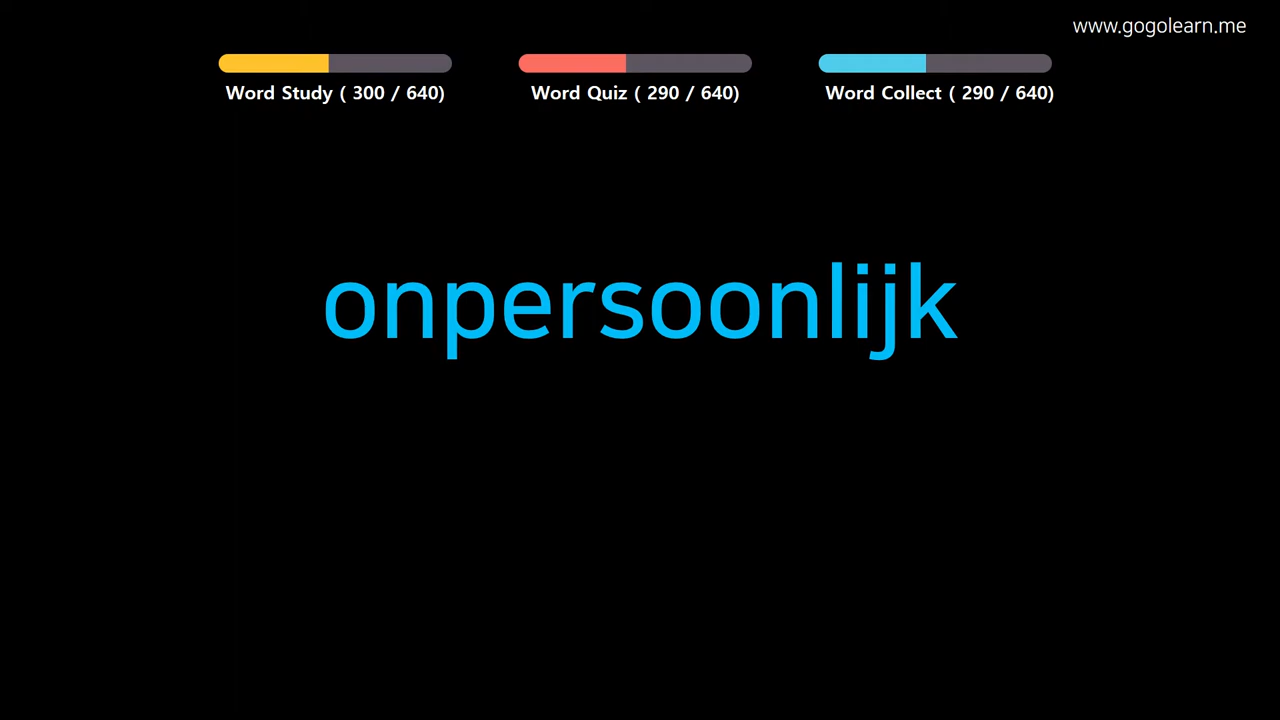 www.gogolearn.me
Word Study ( 300 / 640)
Word Quiz ( 290 / 640)
Word Collect ( 290 / 640)
onpersoonlijk